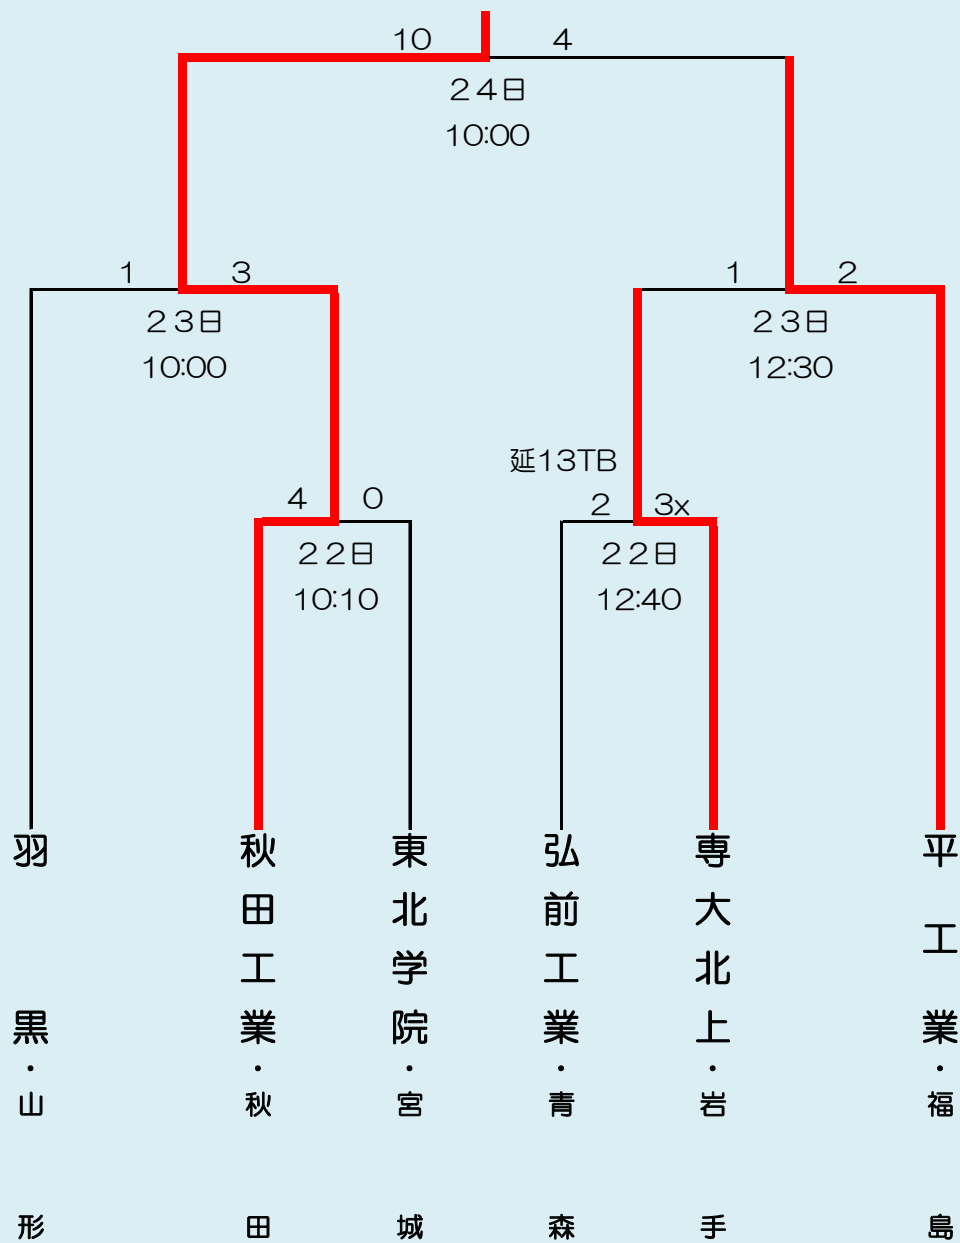 10 4
２４日
10:00
1 3
1 2
２３日
10:00
２３日
12:30
延13TB
4 0
2 3x
２２日
10:10
２２日
12:40
羽黒・山形
秋田工業・秋田
東北学院・宮城
弘前工業・青森
専大北上・岩手
平工業・福島